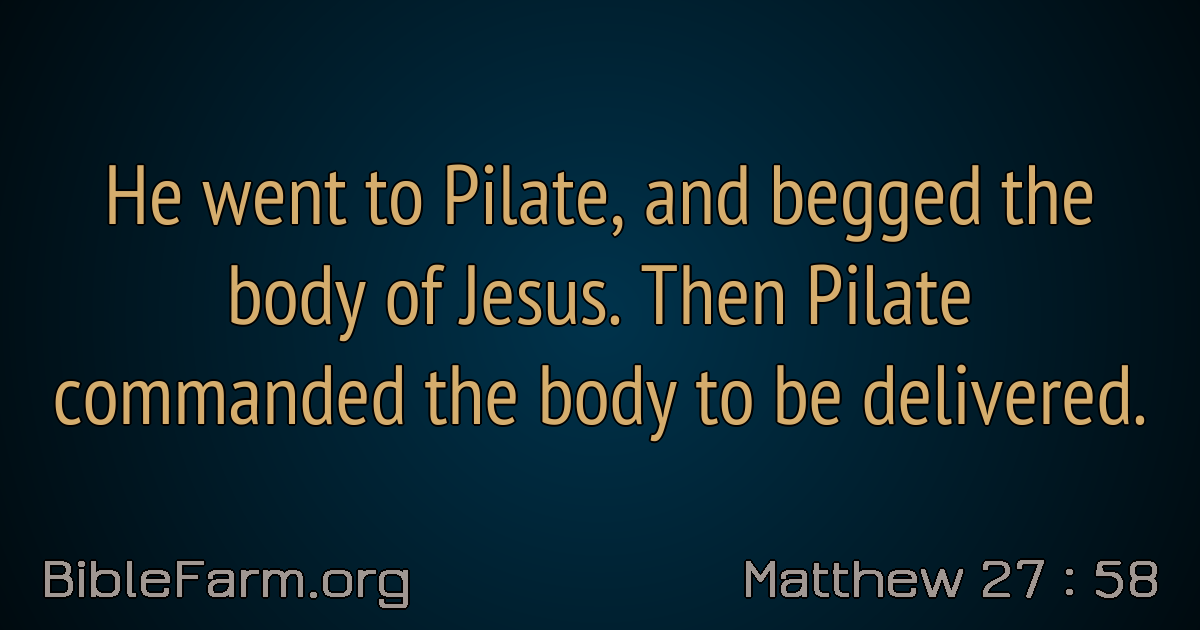 He went to Pilate, and begged the
body of Jesus. Then Pilate
commanded the body to be delivered.
BibleFarm.org
Matthew 27 : 58